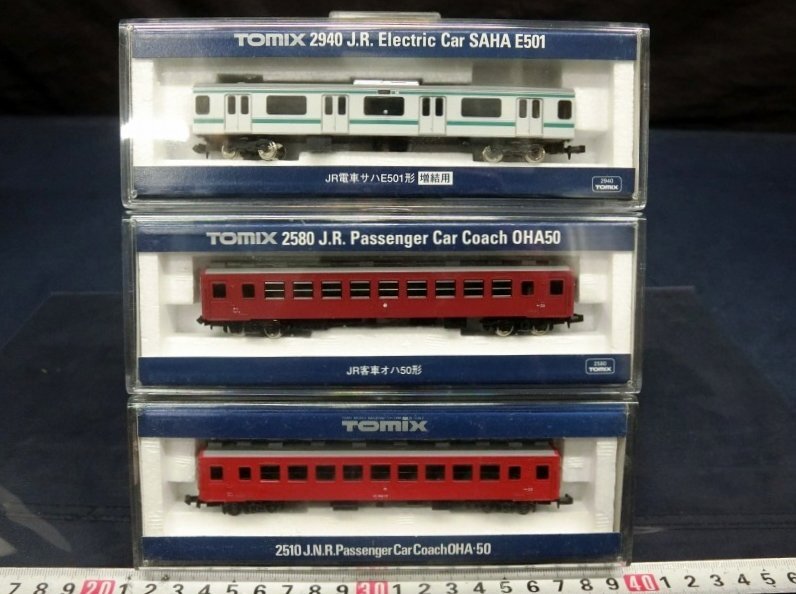 TOMIX 2940 J.R. Electric Car SAHA E501
JR電車サハE501形 増結用
2940
TOMIX
TOMIX 2580 J.R. Passenger Car Coach OHA50
JR客車オハ50形
2580
TOMIX
TOMIX
2510 J.N.R. Passenger Car Coach OHA·50
7 8 9 20 1 2 3 4 5 6 7 8 9 30 1 2 3 4 5 6 7 8 9 40 1 2 3 4 5 6